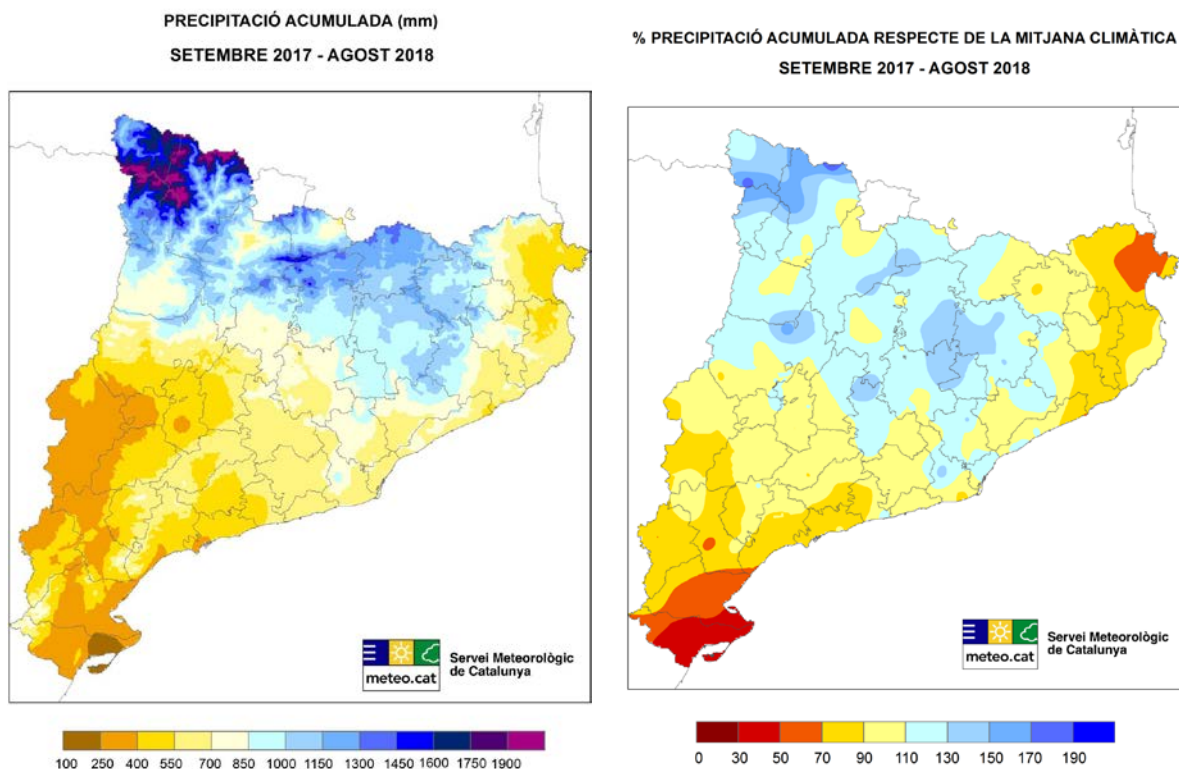 PRECIPITACIÓ ACUMULADA (mm)
SETEMBRE 2017 - AGOST 2018
meteo.cat
Servei Meteorològic
de Catalunya
100 250 400 550 700 850 1000 1150 1300 1450 1600 1750 1900
% PRECIPITACIÓ ACUMULADA RESPECTE DE LA MITJANA CLIMÀTICA
SETEMBRE 2017 - AGOST 2018
meteo.cat
Servei Meteorològic
de Catalunya
0 30 50 70 90 110 130 150 170 190